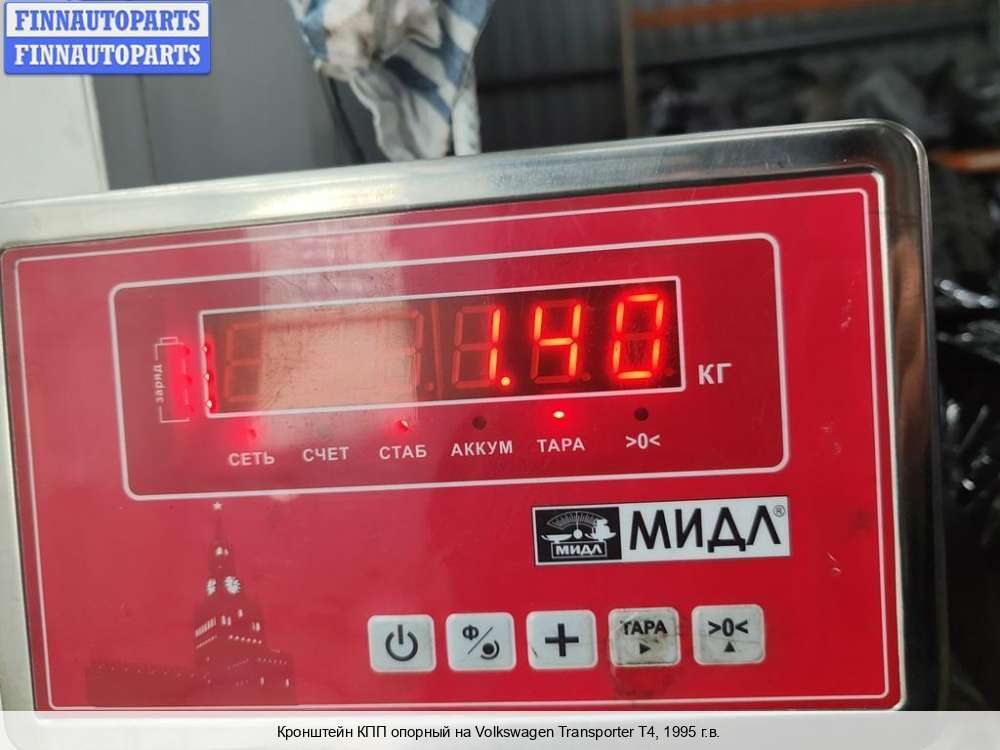 FINNAUTOPARTS
FINNAUTOPARTS
заряд
1.40
КГ
СЕТЬ СЧЕТ СТАБ АККУМ ТАРА >0<
МИДЛ
МИДЛ®
Ф
ТАРА
>0<
Кронштейн КПП опорный на Volkswagen Transporter T4, 1995 г.в.